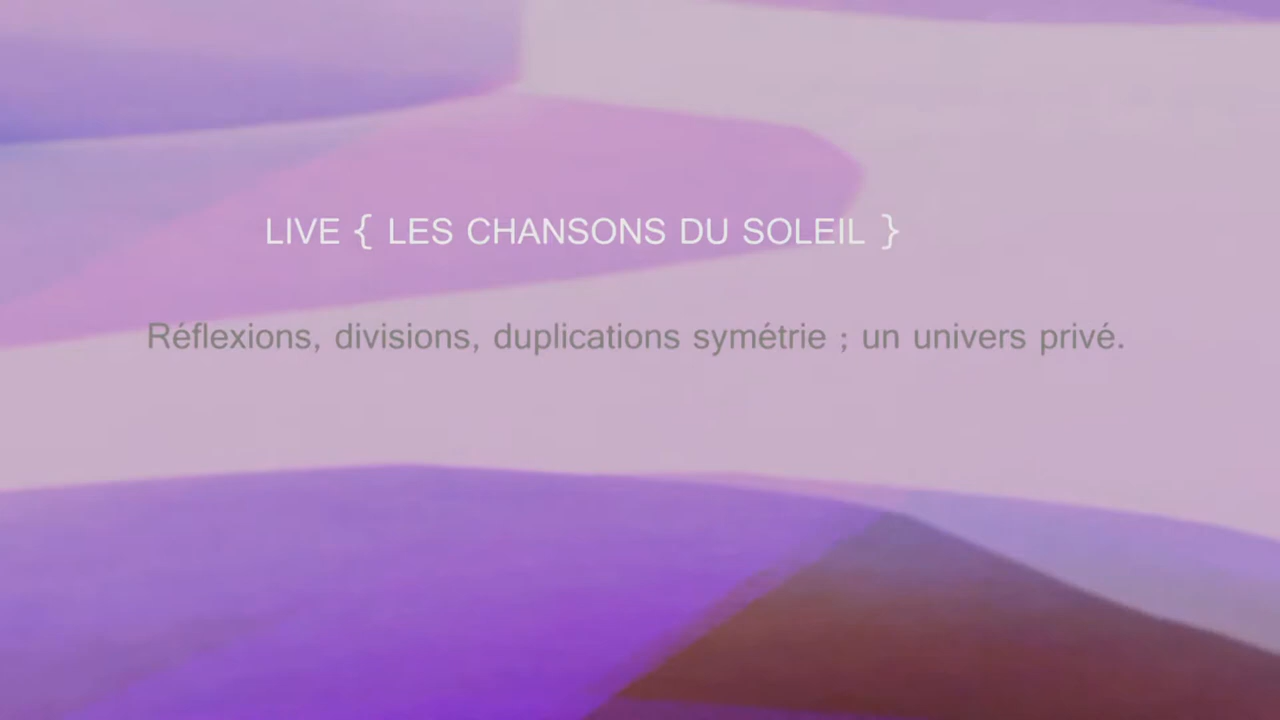 LIVE { LES CHANSONS DU SOLEIL }
Réflexions, divisions, duplications symétrie ; un univers privé.